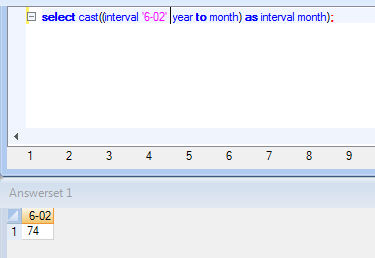 select cast((interval '6-02' year to month) as interval month);
1 2 3 4 5 6 7 8 9
Answerset 1
6-02
1 74